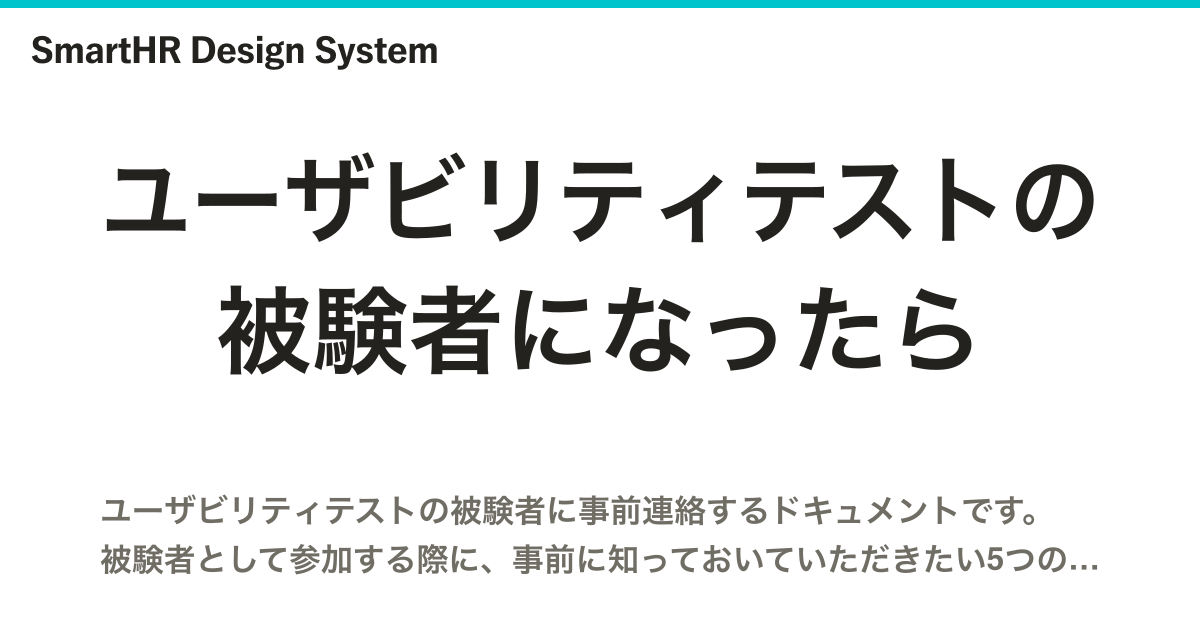 SmartHR Design System
ユーザビリティテストの
被験者になったら
ユーザビリティテストの被験者に事前連絡するドキュメントです。
被験者として参加する際に、事前に知っておいていただきたい5つの...